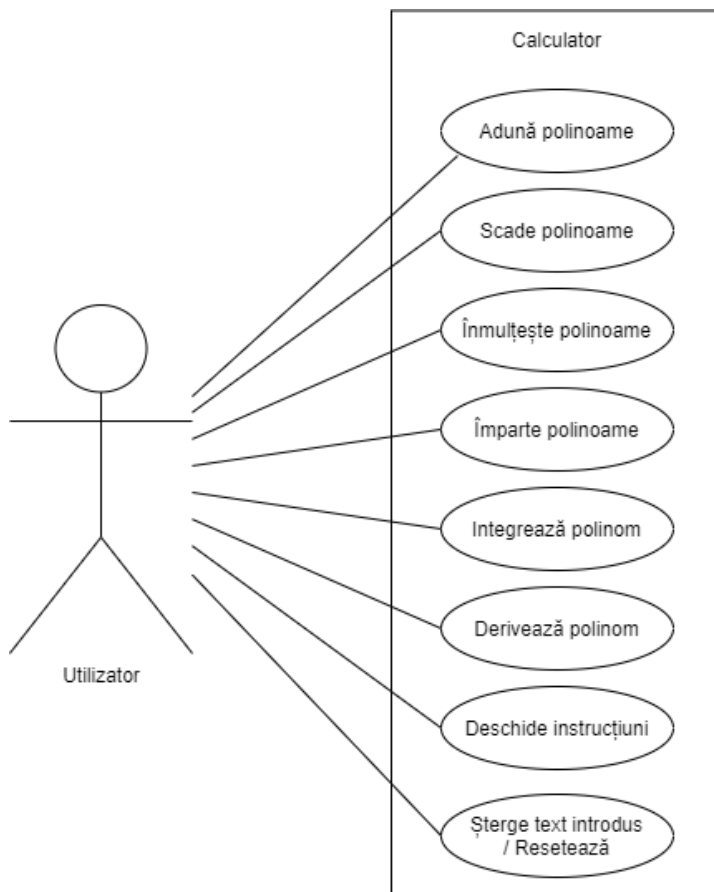 Calculator
Adună polinoame
Scade polinoame
Înmulțește polinoame
Împarte polinoame
Integrează polinom
Derivează polinom
Deschide instrucțiuni
Șterge text introdus
/ Resetează
Utilizator